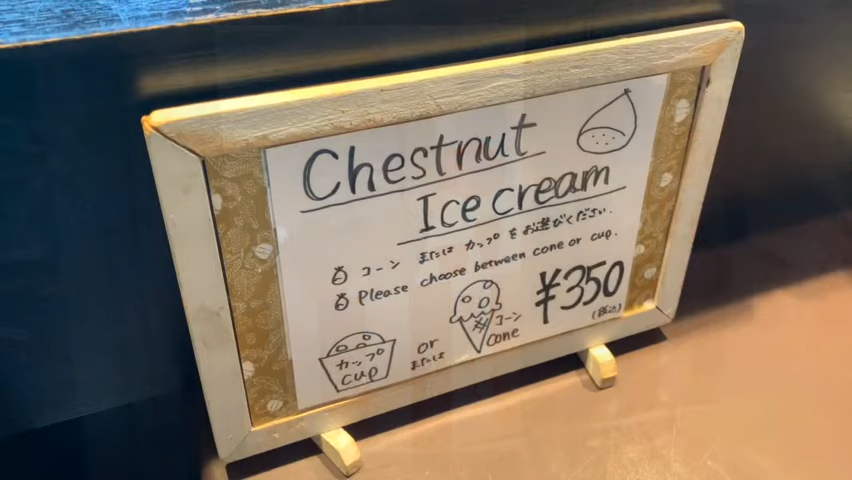 Chestnut
Ice cream
コーン または カップ をお選びください.
Please choose between cone or cup.
¥350
(税込)
カップ
cup
or
または
コーン
cone